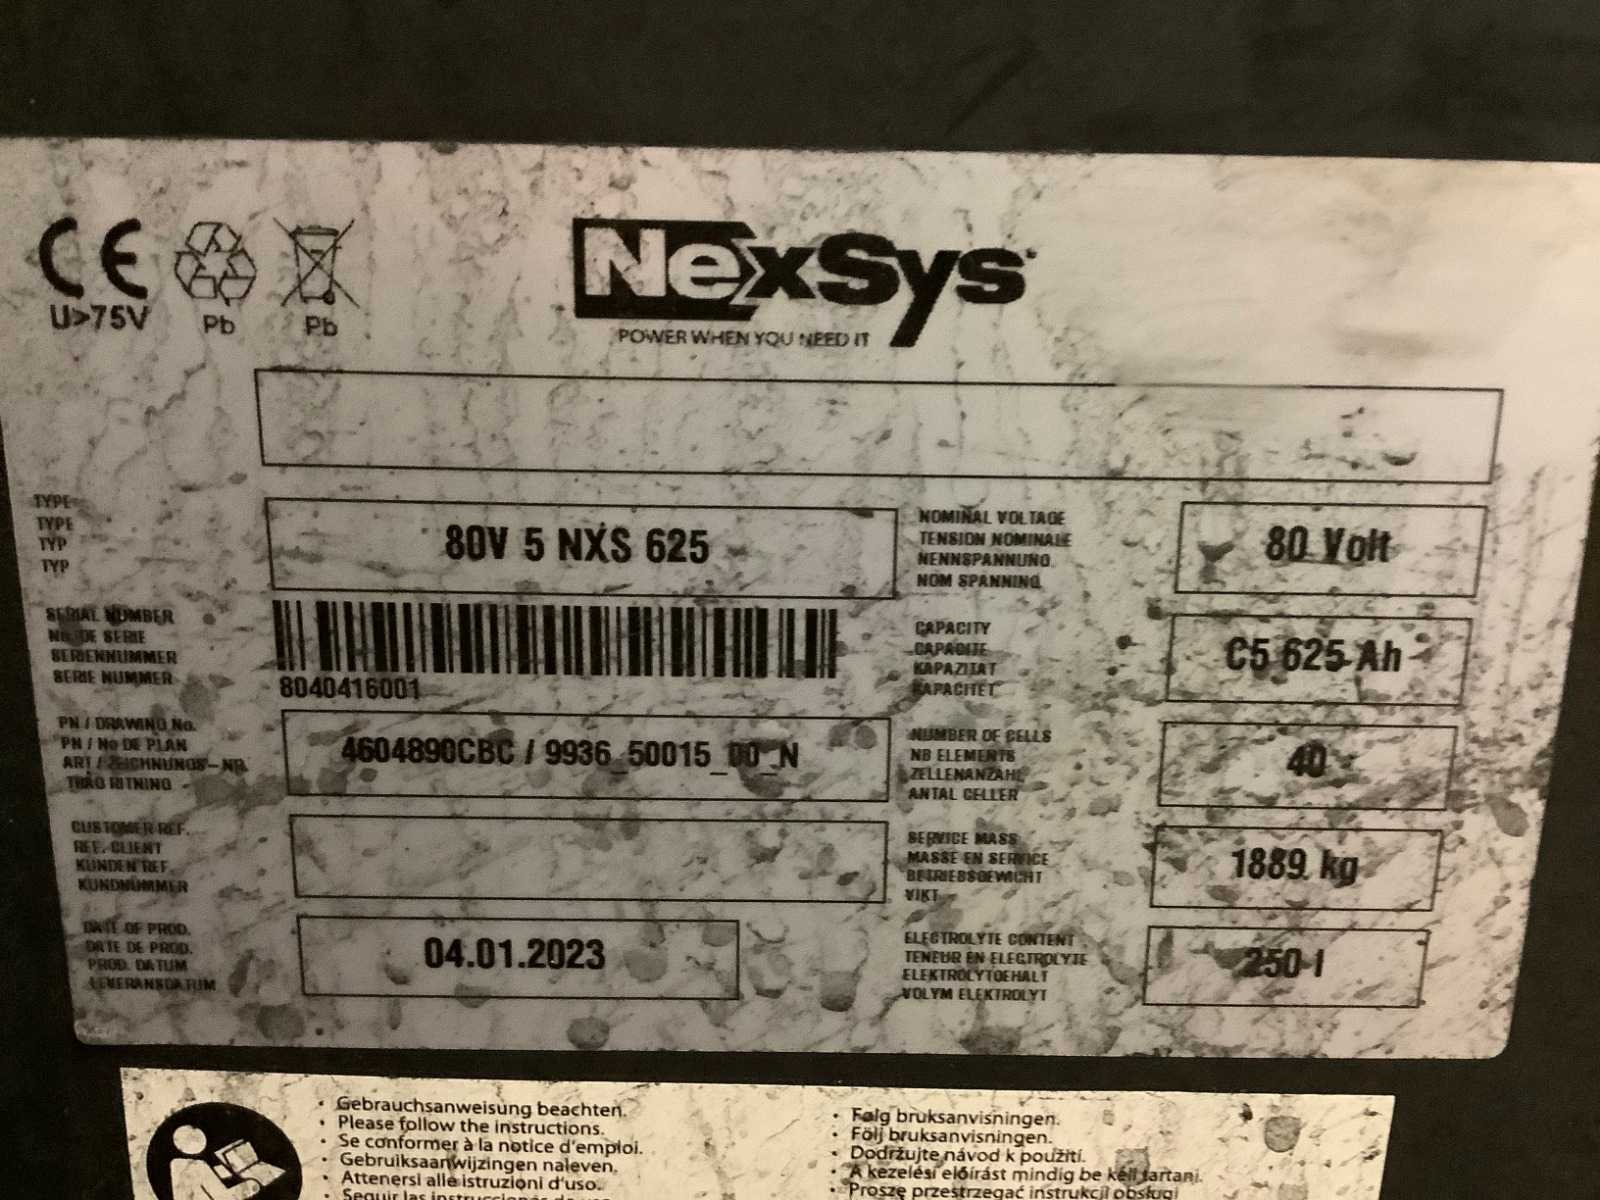 CE
U>75V
Pb
Pb
NexSys
POWER WHEN YOU NEED IT
TYPE
TYPE
TYP
TYP
80V 5 NXS 625
NOMINAL VOLTAGE
TENSION NOMINALE
NENNSPANNUNG
NOM SPANNING
80 Volt
SERIAL NUMBER
No. DE SERIE
SERIENNUMMER
SERIE NUMMER
8040416001
CAPACITY
CAPACITE
KAPAZITAT
KAPACITET
C5 625 Ah
PN / DRAWING No.
PN / No DE PLAN
ART / ZEICHNUNGS-NR.
RITNING
4604890CBC / 9936_50015_00_N
NUMBER OF CELLS
NB ELEMENTS
ZELLENANZAHL
ANTAL CELLER
40
CUSTOMER REF.
REF. CLIENT
KUNDEN REF.
KUNDNUMMER
SERVICE MASS
MASSE EN SERVICE
BETRIEBSGEWICHT
VIKT
1889 kg
DATE OF PROD.
DATE DE PROD.
PROD. DATUM
LEVERANSDATUM
04.01.2023
ELECTROLYTE CONTENT
TENEUR EN ELECTROLYTE
ELEKTROLYTGEHALT
VOLYM ELEKTROLYT
250 l
• Gebrauchsanweisung beachten.
• Please follow the instructions.
• Se conformer à la notice d'emploi.
• Gebruiksaanwijzingen naleven.
• Attenersi alle istruzioni d'uso.
• Seguir las
• Følg bruksanvisningen.
• Följ bruksanvisningen.
• Dodržujte návod k použití.
• A kezelési előírást mindig be kell tartani.
• Proszę przestrzegać instrukcji obsługi